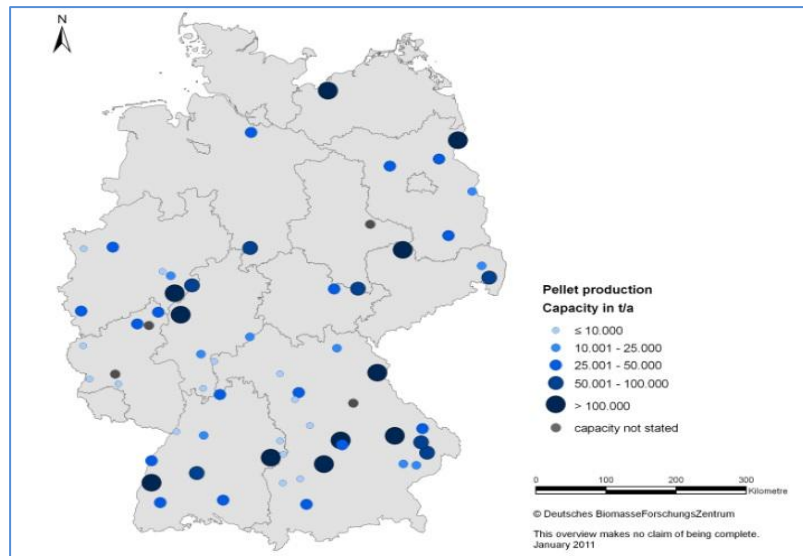 N
Pellet production
Capacity in t/a
≤ 10.000
10.001 - 25.000
25.001 - 50.000
50.001 - 100.000
> 100.000
capacity not stated
0 100 200 300
Kilometre
© Deutsches BiomasseForschungsZentrum
This overview makes no claim of being complete.
January 2011